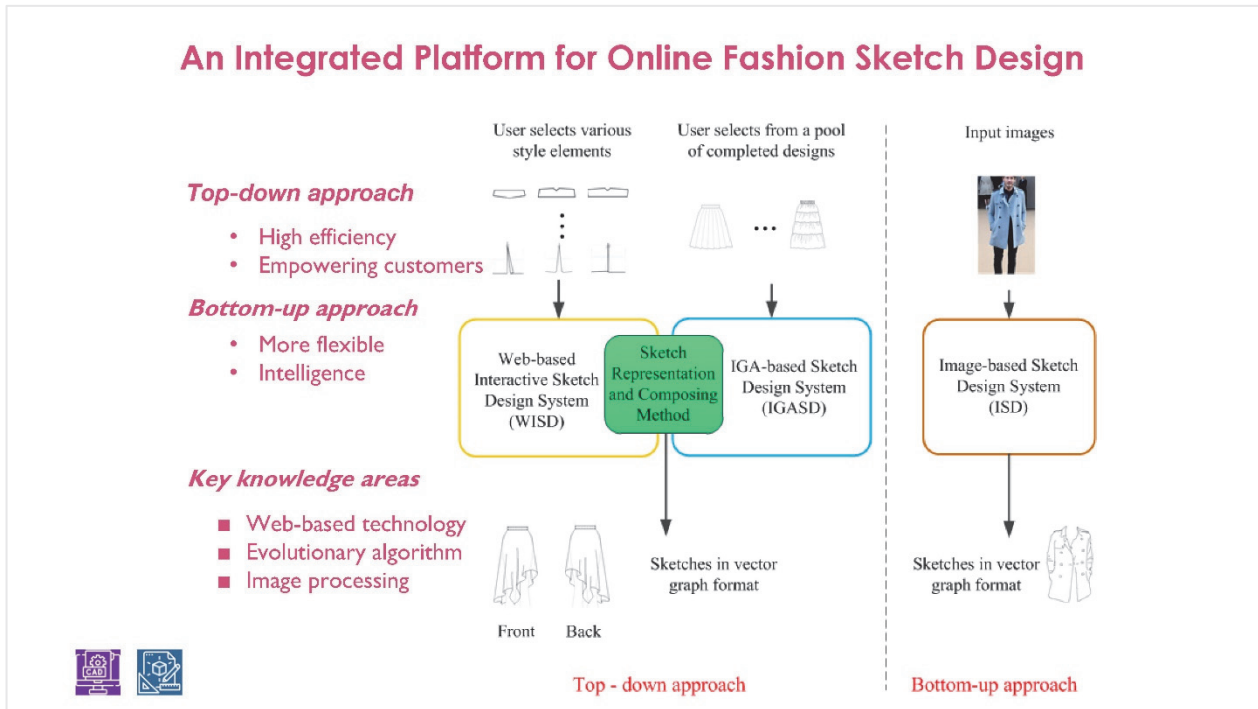 An Integrated Platform for Online Fashion Sketch Design
Top-down approach
• High efficiency
• Empowering customers
Bottom-up approach
• More flexible
• Intelligence
Key knowledge areas
■ Web-based technology
■ Evolutionary algorithm
■ Image processing
User selects various
style elements
User selects from a pool
of completed designs
Input images
Web-based
Interactive Sketch
Design System
(WISD)
Sketch
Representation
and Composing
Method
IGA-based Sketch
Design System
(IGASD)
Image-based Sketch
Design System
(ISD)
Front
Back
Sketches in vector
graph format
Sketches in vector
graph format
CAD
Top - down approach
Bottom-up approach